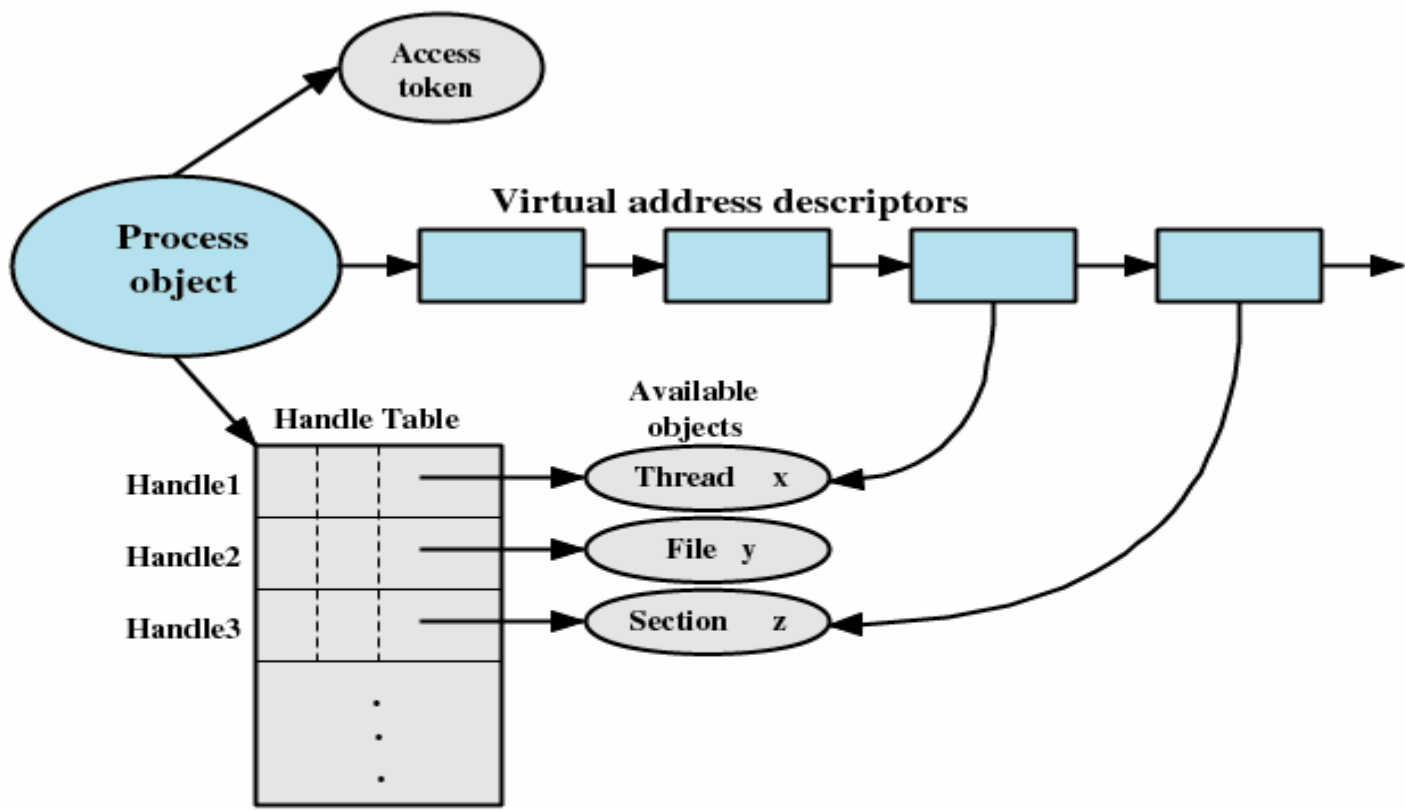 Access
token
Virtual address descriptors
Process
object
Available
objects
Handle Table
Handle1
Thread x
Handle2
File y
Handle3
Section z